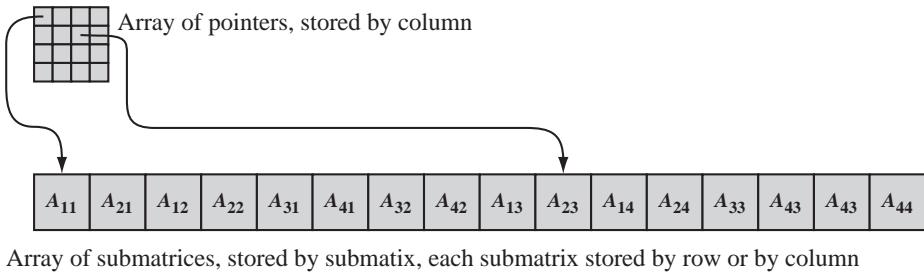 Array of pointers, stored by column
A11 A21 A12 A22 A31 A41 A32 A42 A13 A23 A14 A24 A33 A43 A43 A44
Array of submatrices, stored by submatix, each submatrix stored by row or by column